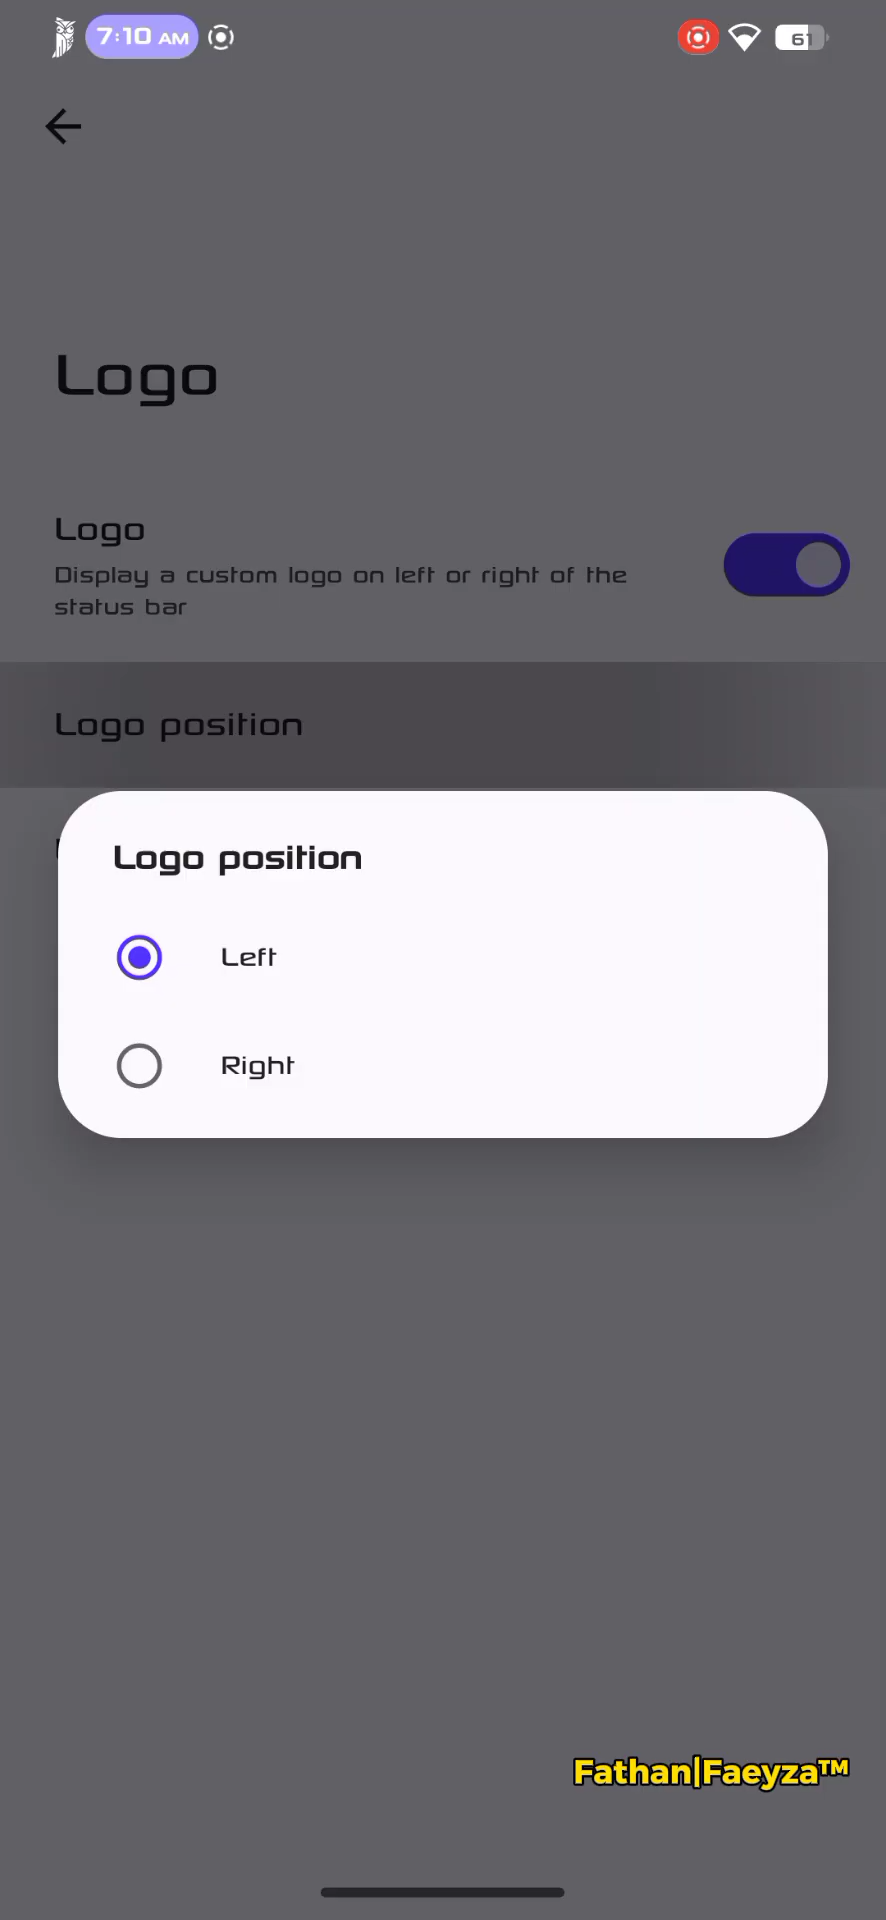 7:10 AM
61
Logo
Logo
Display a custom logo on left or right of the
status bar
Logo position
Logo position
Left
Right
Fathan|Faeyza™